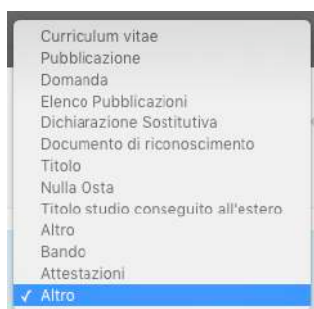 Curriculum vitae
Pubblicazione
Domanda
Elenco Pubblicazioni
Dichiarazione Sostitutiva
Documento di riconoscimento
Titolo
Nulla Osta
Titolo studio conseguito all'estero
Altro
Bando
Attestazioni
✓ Altro